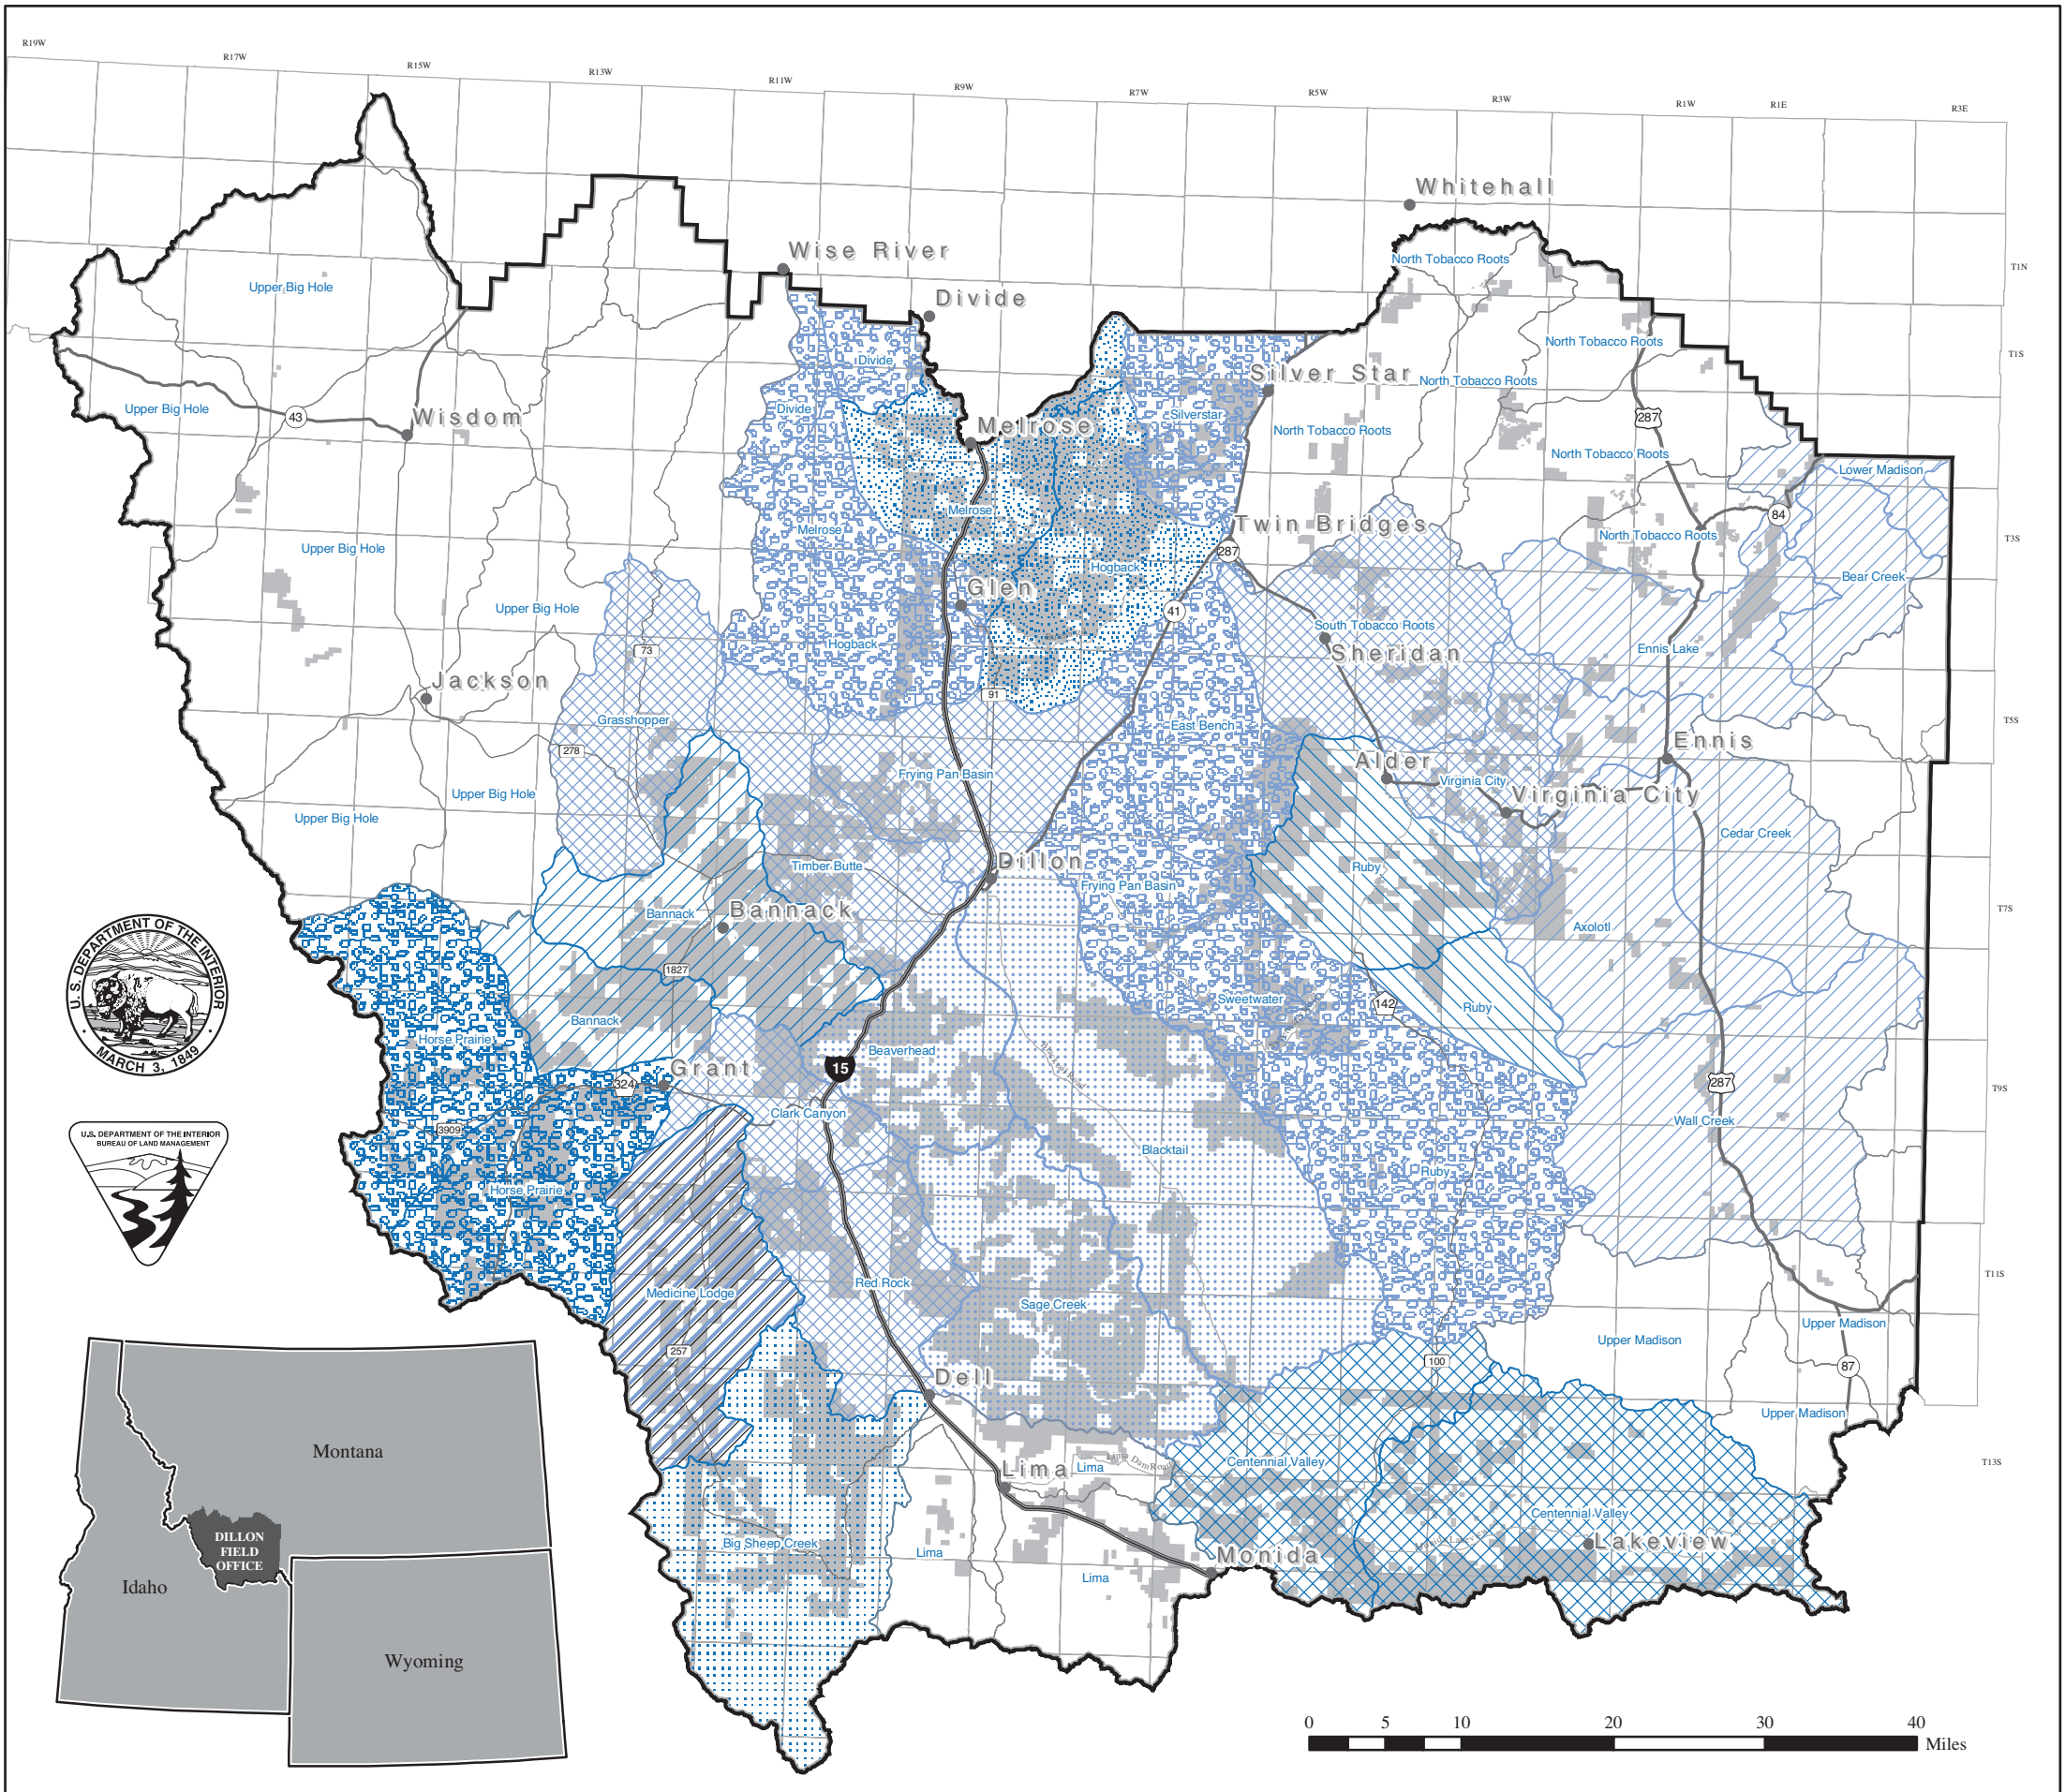 R19W
R17W
R15W
R13W
R11W
R9W
R7W
R5W
R3W
R1W
R1E
R3E
Whitehall
Wise River
North Tobacco Roots
T1N
Upper Big Hole
Divide
North Tobacco Roots
T1S
Divide
Silver Star
North Tobacco Roots
Upper Big Hole
43
Wisdom
Divide
Melrose
Silverstar
North Tobacco Roots
287
North Tobacco Roots
Lower Madison
Melrose
84
Melrose
Twin Bridges
North Tobacco Roots
T3S
Upper Big Hole
287
Hogback
Bear Creek
Glen
Upper Big Hole
41
South Tobacco Roots
73
Hogback
Sheridan
Ennis Lake
Jackson
91
Grasshopper
East Bench
T5S
278
Ennis
Alder
Frying Pan Basin
Virginia City
Upper Big Hole
Virginia City
Upper Big Hole
Cedar Creek
Timber Butte
Dillon
Ruby
Frying Pan Basin
Bannack
Bannack
T7S
Axolotl
1827
Sweetwater
142
Ruby
Bannack
U.S. DEPARTMENT OF THE INTERIOR
MARCH 3, 1849
Horse Prairie
Beaverhead
15
Grant
324
287
T9S
Clark Canyon
3909
Wall Creek
U.S. DEPARTMENT OF THE INTERIOR
BUREAU OF LAND MANAGEMENT
Blacktail
Ruby
Horse Prairie
T11S
Red Rock
Medicine Lodge
Sage Creek
Upper Madison
Upper Madison
257
100
87
Dell
Upper Madison
Montana
Lima
Lima
Lima Dam Road
Centennial Valley
T13S
Centennial Valley
DILLON
FIELD
OFFICE
Big Sheep Creek
Lima
Monida
Lakeview
Lima
Idaho
Wyoming
0 5 10 20 30 40
Miles